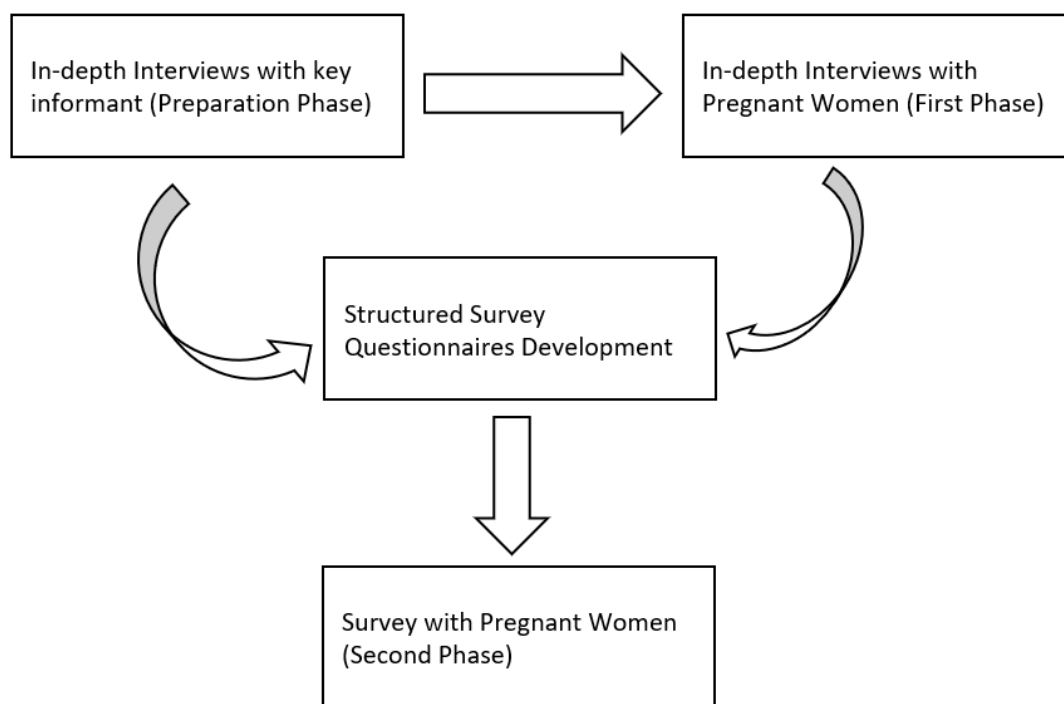 In-depth Interviews with key
informant (Preparation Phase)
In-depth Interviews with
Pregnant Women (First Phase)
Structured Survey
Questionnaires Development
Survey with Pregnant Women
(Second Phase)